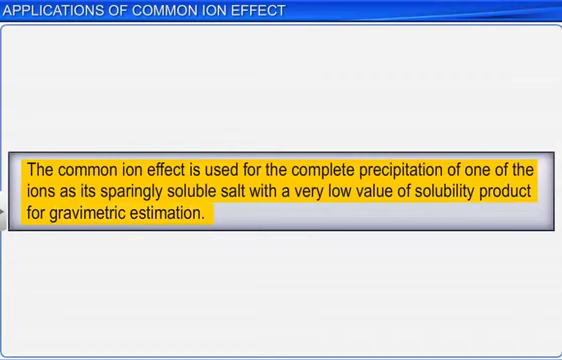 APPLICATIONS OF COMMON ION EFFECT
The common ion effect is used for the complete precipitation of one of the
ions as its sparingly soluble salt with a very low value of solubility product
for gravimetric estimation.